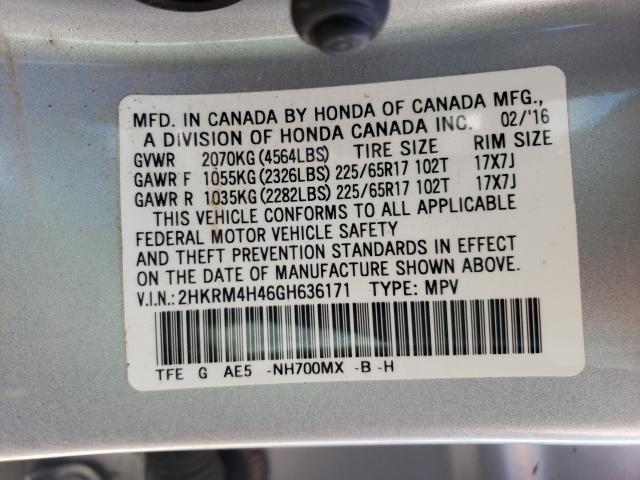 MFD. IN CANADA BY HONDA OF CANADA MFG.,
A DIVISION OF HONDA CANADA INC. 02/'16
GVWR 2070KG(4564LBS) TIRE SIZE RIM SIZE
GAWR F 1055KG(2326LBS) 225/65R17 102T 17X7J
GAWR R 1035KG(2282LBS) 225/65R17 102T 17X7J
THIS VEHICLE CONFORMS TO ALL APPLICABLE
FEDERAL MOTOR VEHICLE SAFETY
AND THEFT PREVENTION STANDARDS IN EFFECT
ON THE DATE OF MANUFACTURE SHOWN ABOVE.
V.I.N.: 2HKRM4H46GH636171 TYPE: MPV
TFE G AE5 -NH700MX -B -H